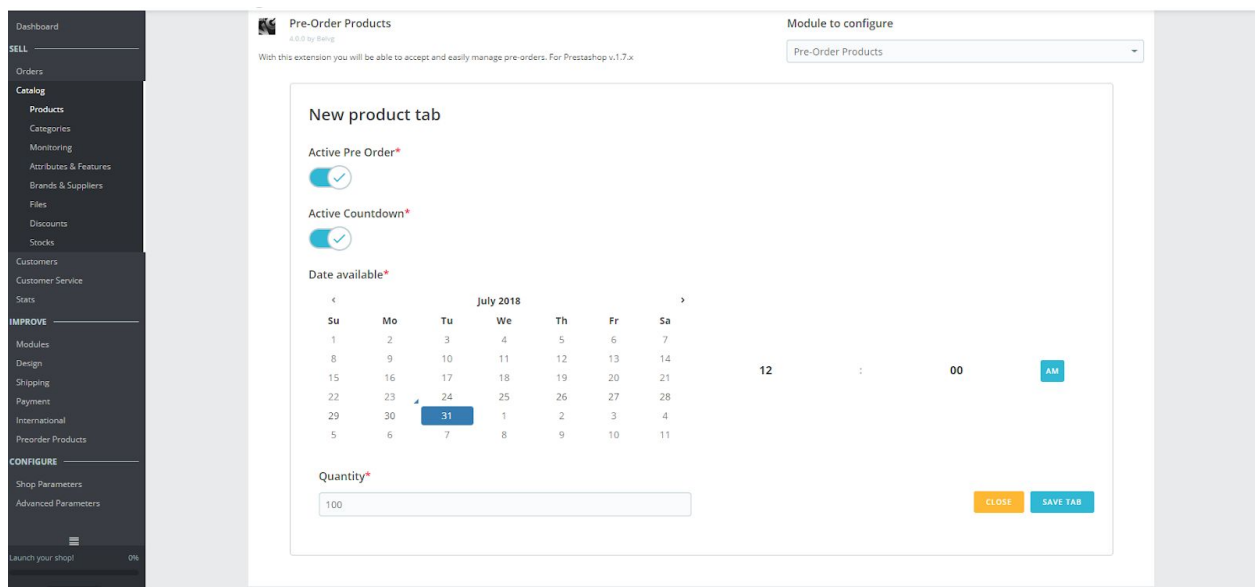 Dashboard
SELL
Orders
Catalog
Products
Categories
Monitoring
Attributes & Features
Brands & Suppliers
Files
Discounts
Stocks
Customers
Customer Service
Stats
IMPROVE
Modules
Design
Shipping
Payment
International
Preorder Products
CONFIGURE
Shop Parameters
Advanced Parameters
Launch your shop! 0%
Pre-Order Products
4.0.0 by Belvg
With this extension you will be able to accept and easily manage pre-orders. For Prestashop v.1.7.x
Module to configure
Pre-Order Products
New product tab
Active Pre Order*
Active Countdown*
Date available*
‹ July 2018 ›
Su Mo Tu We Th Fr Sa
1 2 3 4 5 6 7
8 9 10 11 12 13 14
15 16 17 18 19 20 21
22 23 24 25 26 27 28
29 30 31 1 2 3 4
5 6 7 8 9 10 11
12 : 00 AM
Quantity*
100
CLOSE SAVE TAB